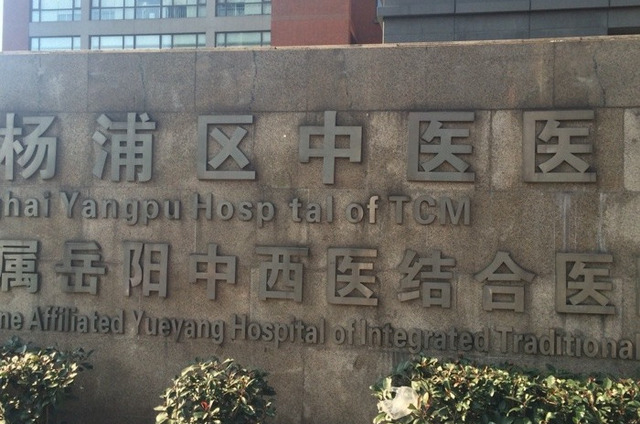 杨浦区中医医
hai Yangpu Hosp tal of TCM
属岳阳中西医结合医
ne Affiliated Yueyang Hospital of Integrated Traditional